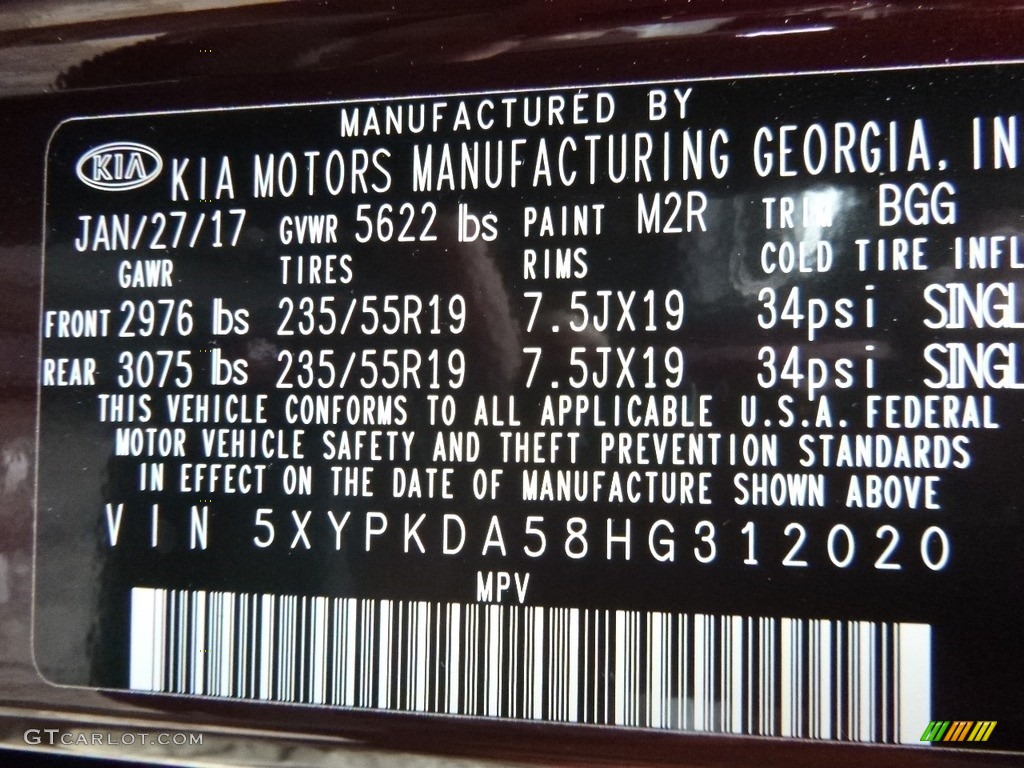 MANUFACTURED BY
KIA KIA MOTORS MANUFACTURING GEORGIA, IN
JAN/27/17 GVWR 5622 lbs PAINT M2R TRIM BGG
GAWR TIRES RIMS COLD TIRE INFL
FRONT 2976 lbs 235/55R19 7.5JX19 34psi SINGL
REAR 3075 lbs 235/55R19 7.5JX19 34psi SINGL
THIS VEHICLE CONFORMS TO ALL APPLICABLE U.S.A. FEDERAL
MOTOR VEHICLE SAFETY AND THEFT PREVENTION STANDARDS
IN EFFECT ON THE DATE OF MANUFACTURE SHOWN ABOVE
VIN 5XYPKDA58HG312020
MPV
GTCARLOT.COM